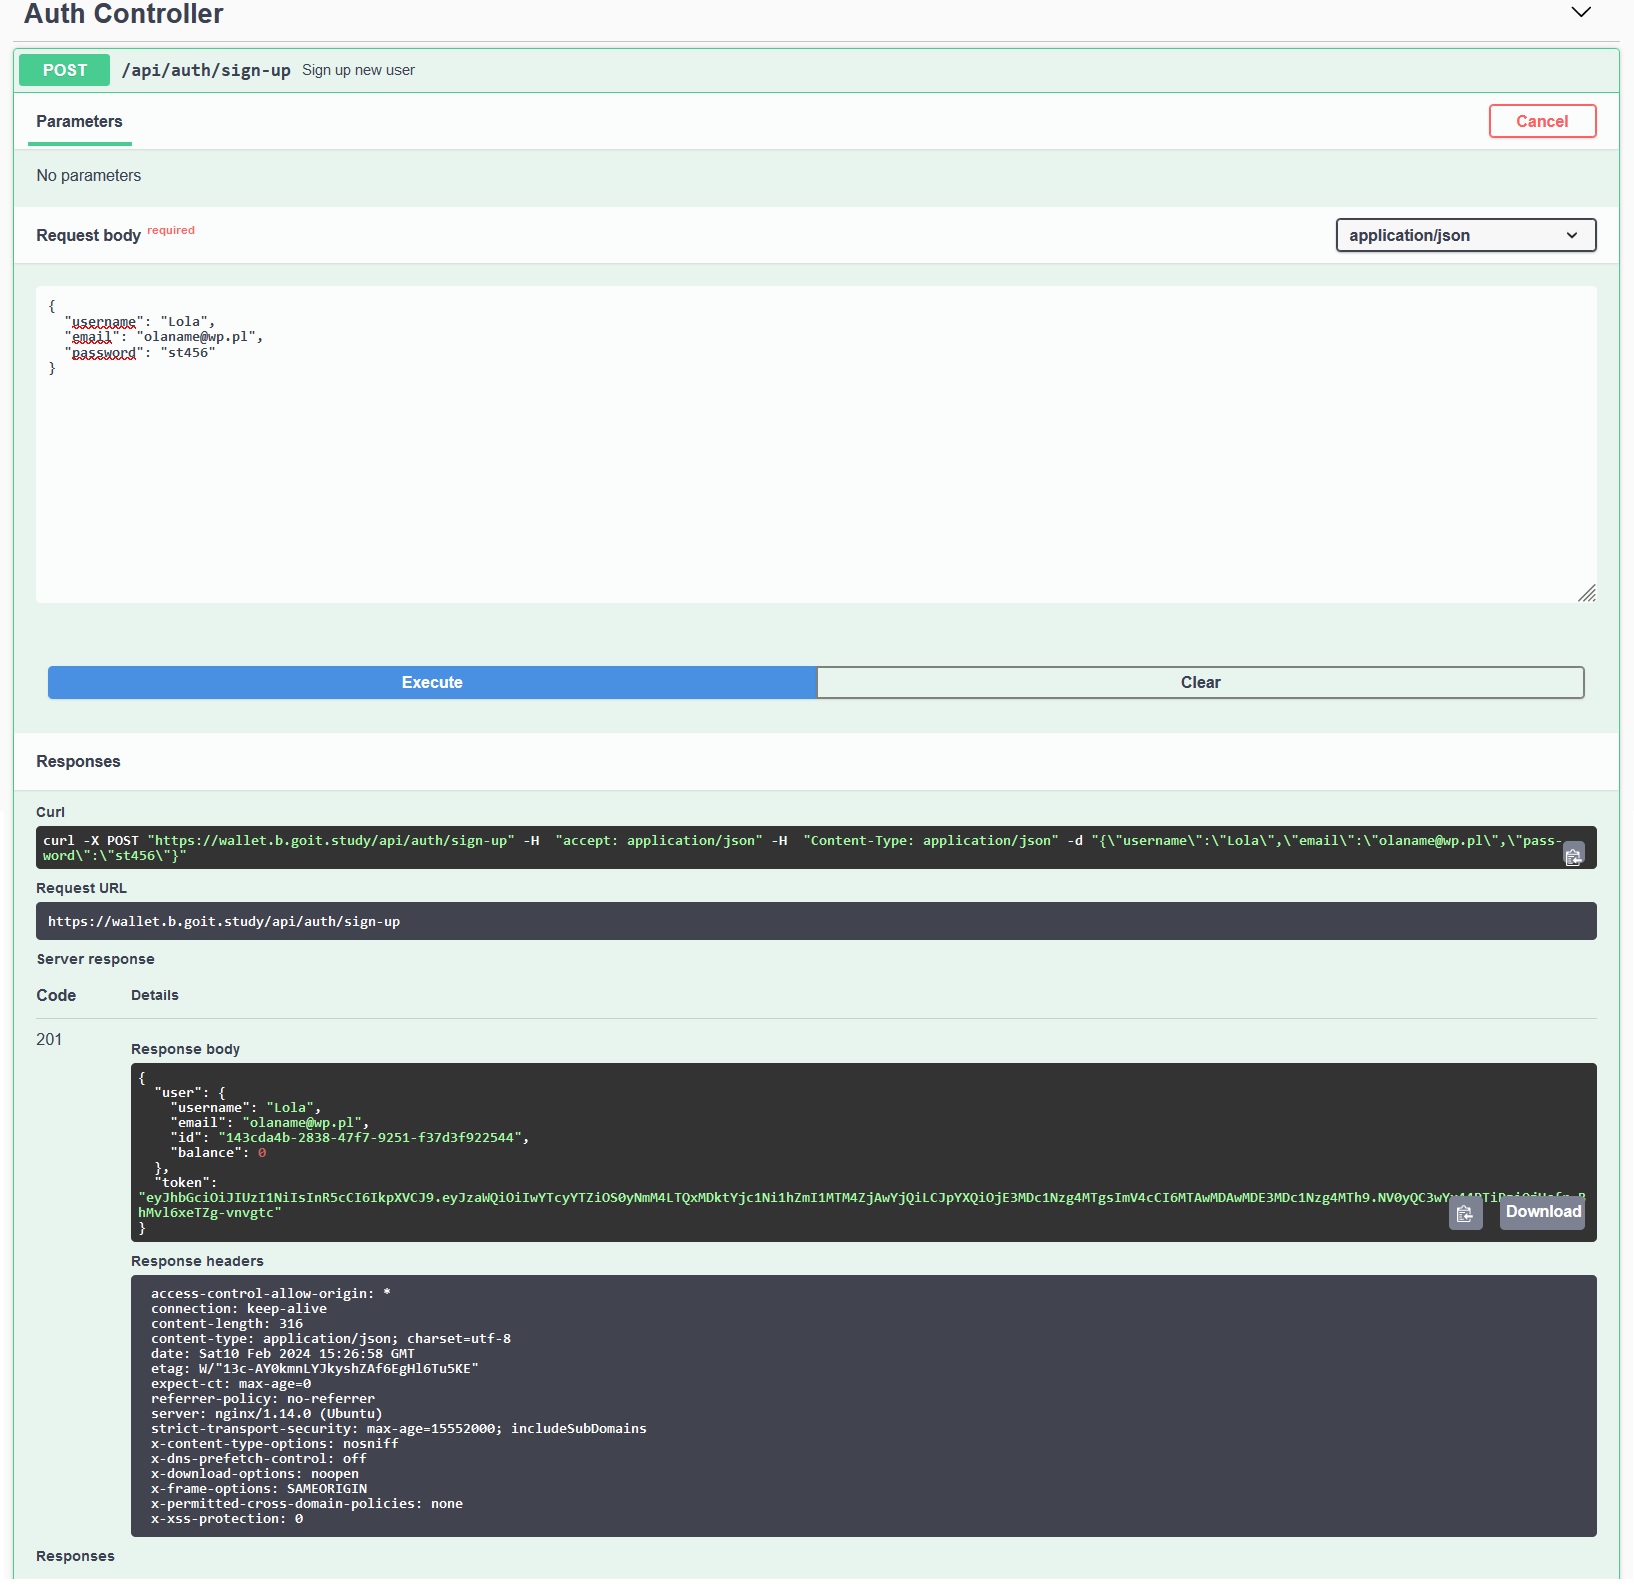 Auth Controller
POST /api/auth/sign-up Sign up new user
Parameters
Cancel
No parameters
Request body required
application/json
{
"username": "Lola",
"email": "olaname@wp.pl",
"password": "st456"
}
Execute
Clear
Responses
Curl
curl -X POST "https://wallet.b.goit.study/api/auth/sign-up" -H  "accept: application/json" -H  "Content-Type: application/json" -d "{\"username\":\"Lola\",\"email\":\"olaname@wp.pl\",\"pass-
word\":\"st456\"}"
Request URL
https://wallet.b.goit.study/api/auth/sign-up
Server response
Code
Details
201
Response body
{
"user": {
"username": "Lola",
"email": "olaname@wp.pl",
"id": "143cda4b-2838-47f7-9251-f37d3f922544",
"balance": 0
},
"token":
hMvl6xeTZg-vnvgtc"
}
Download
Response headers
access-control-allow-origin: *
connection: keep-alive
content-length: 316
content-type: application/json; charset=utf-8
date: Sat10 Feb 2024 15:26:58 GMT
etag: W/"13c-AY0kmnLYJkyshZAf6EgHl6Tu5KE"
expect-ct: max-age=0
referrer-policy: no-referrer
server: nginx/1.14.0 (Ubuntu)
strict-transport-security: max-age=15552000; includeSubDomains
x-content-type-options: nosniff
x-dns-prefetch-control: off
x-download-options: noopen
x-frame-options: SAMEORIGIN
x-permitted-cross-domain-policies: none
x-xss-protection: 0
Responses